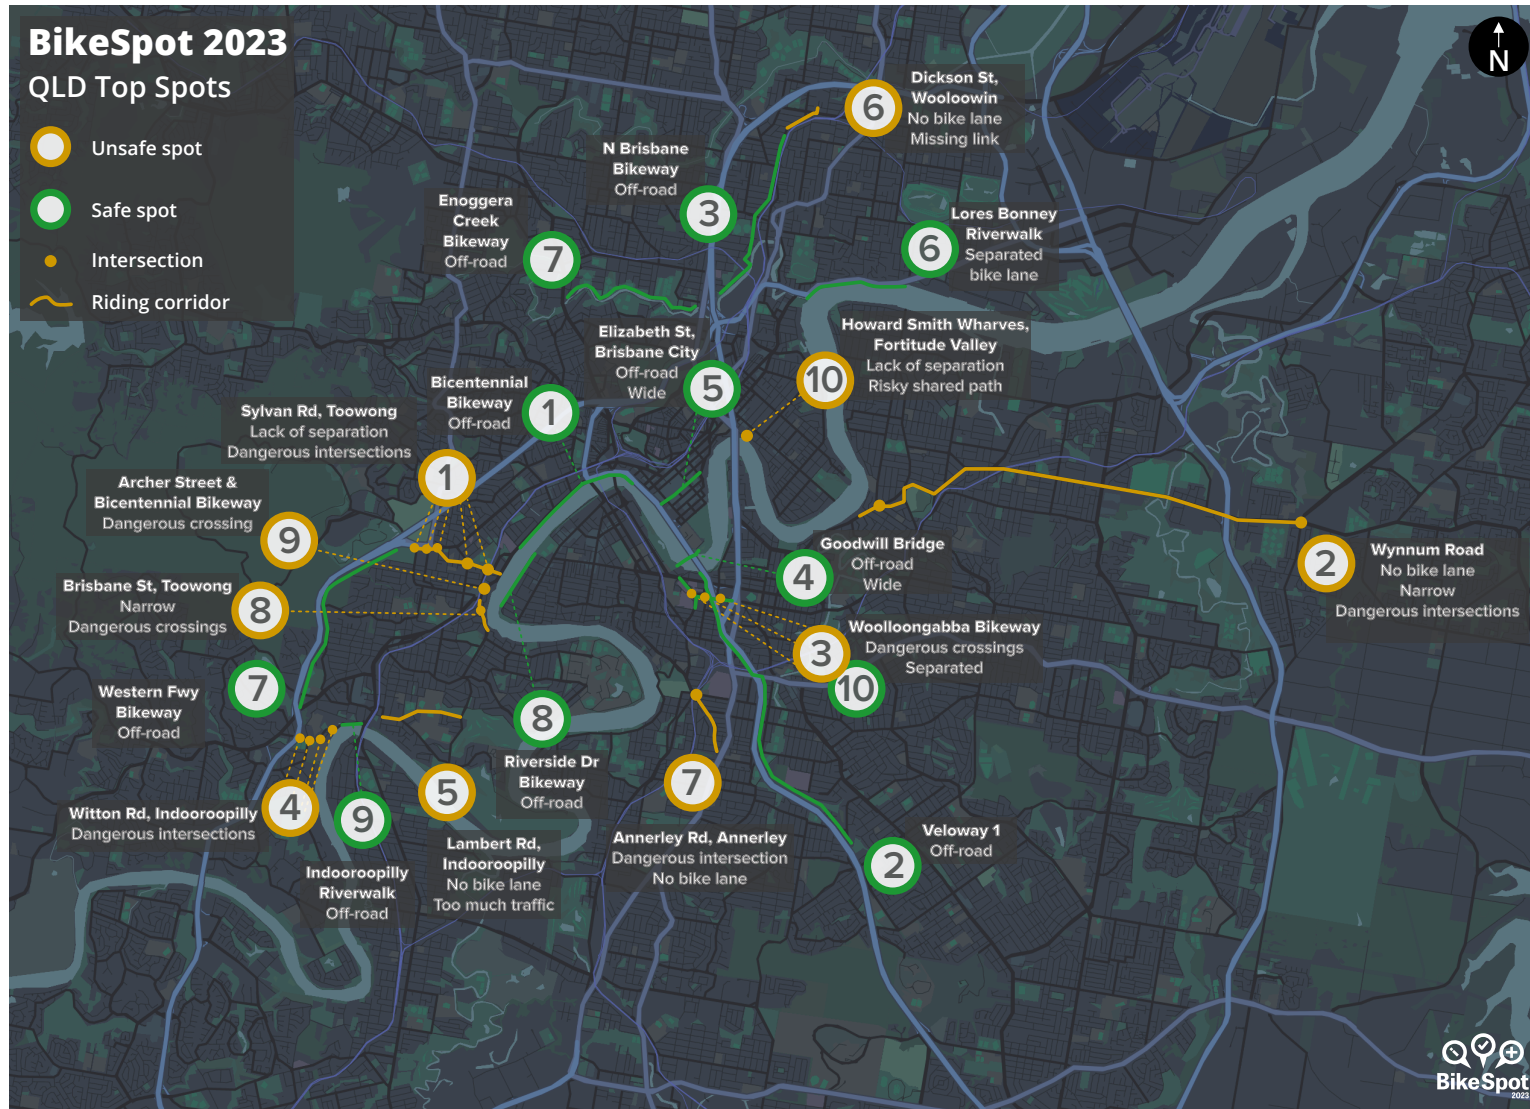 BikeSpot 2023
QLD Top Spots
Unsafe spot
Safe spot
Intersection
Riding corridor
N
6
Dickson St,
Wooloowin
No bike lane
Missing link
N Brisbane
Bikeway
Off-road
3
Enoggera
Creek
Bikeway
Off-road
7
6
Lores Bonney
Riverwalk
Separated
bike lane
Elizabeth St,
Brisbane City
Off-road
Wide
5
10
Howard Smith Wharves,
Fortitude Valley
Lack of separation
Risky shared path
Bicentennial
Bikeway
Off-road
1
Sylvan Rd, Toowong
Lack of separation
Dangerous intersections
1
Archer Street &
Bicentennial Bikeway
Dangerous crossing
9
Brisbane St, Toowong
Narrow
Dangerous crossings
8
4
Goodwill Bridge
Off-road
Wide
2
Wynnum Road
No bike lane
Narrow
Dangerous intersections
3
10
Woolloongabba Bikeway
Dangerous crossings
Separated
Western Fwy
Bikeway
Off-road
7
8
Riverside Dr
Bikeway
Off-road
Witton Rd, Indooroopilly
Dangerous intersections
4
9
Indooroopilly
Riverwalk
Off-road
5
Lambert Rd,
Indooroopilly
No bike lane
Too much traffic
7
Annerley Rd, Annerley
Dangerous intersection
No bike lane
2
Veloway 1
Off-road
BikeSpot
2023